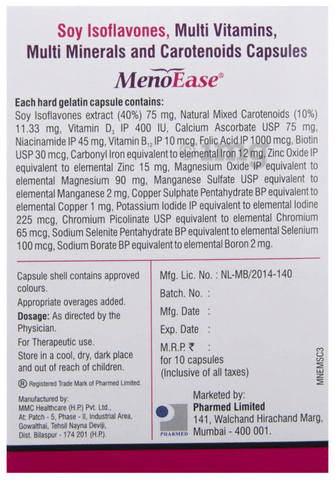 Soy Isoflavones, Multi Vitamins,
Multi Minerals and Carotenoids Capsules
MenoEase®
Each hard gelatin capsule contains:
Soy Isoflavones extract (40%) 75 mg, Natural Mixed Carotenoids (10%)
11.33 mg, Vitamin D₃ IP 400 IU, Calcium Ascorbate USP 75 mg,
Niacinamide IP 45 mg, Vitamin B₁₂ IP 10 mcg, Folic Acid IP 1000 mcg, Biotin
USP 30 mcg, Carbonyl Iron equivalent to elemental Iron 12 mg, Zinc Oxide IP
equivalent to elemental Zinc 15 mg, Magnesium Oxide IP equivalent to
elemental Magnesium 90 mg, Manganese Sulfate USP equivalent to
elemental Manganese 2 mg, Copper Sulphate Pentahydrate BP equivalent to
elemental Copper 1 mg, Potassium Iodide IP equivalent to elemental Iodine
225 mcg, Chromium Picolinate USP equivalent to elemental Chromium
65 mcg, Sodium Selenite Pentahydrate BP equivalent to elemental Selenium
100 mcg, Sodium Borate BP equivalent to elemental Boron 2 mg.
Capsule shell contains approved
colours.
Appropriate overages added.
Dosage: As directed by the
Physician.
For Therapeutic use.
Store in a cool, dry, dark place
and out of reach of children.
® Registered Trade Mark of Pharmed Limited.
Manufactured by:
MMC Healthcare (H.P) Pvt. Ltd.,
At: Patch - 5, Phase - II, Industrial Area,
Gowalthai, Tehsil Nayna Deviji,
Dist. Bilaspur - 174 201 (H.P.).
Mfg. Lic. No. : NL-MB/2014-140
Batch No. :
Mfg. Date :
Exp. Date :
M.R.P. ₹ :
for 10 capsules
(Inclusive of all taxes)
MNEMSC3
PHARMED
Marketed by:
Pharmed Limited
141, Walchand Hirachand Marg,
Mumbai - 400 001.